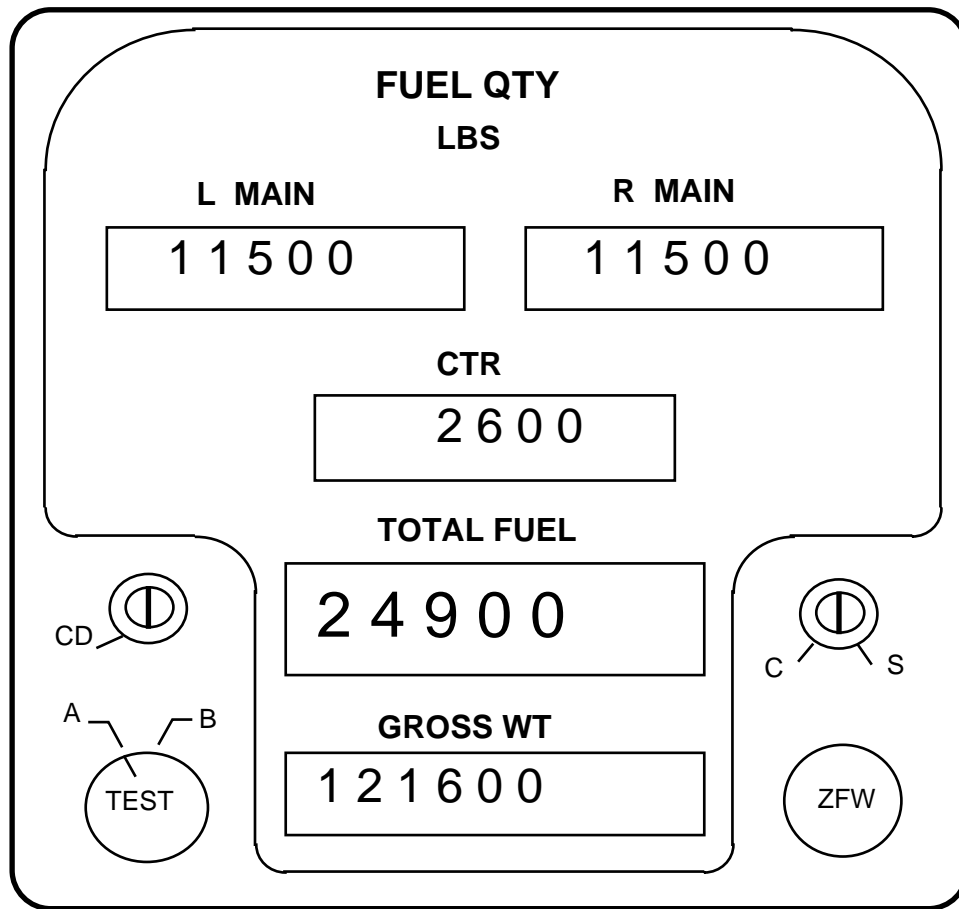 FUEL QTY
LBS
L MAIN R MAIN
11500 11500
CTR
2600
TOTAL FUEL
24900
CD
C S
A B
GROSS WT
121600
TEST
ZFW